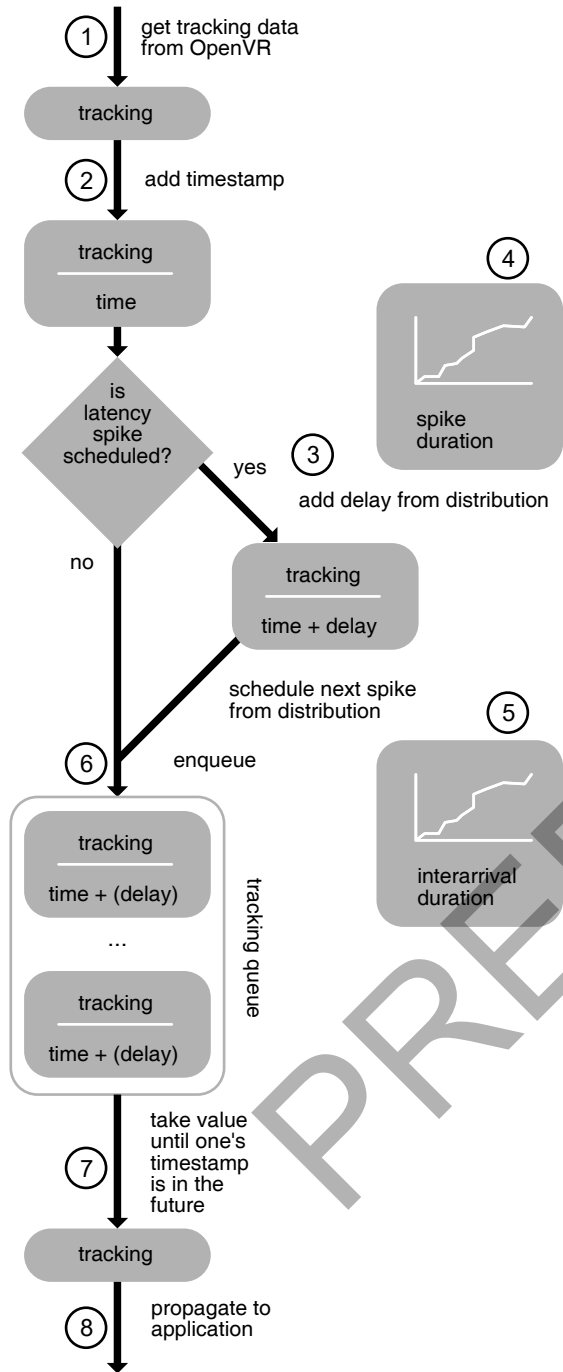 1
get tracking data
from OpenVR
tracking
2
add timestamp
tracking
time
4
is
latency
spike
scheduled?
spike
duration
yes
3
add delay from distribution
no
tracking
time + delay
schedule next spike
from distribution
5
6
enqueue
tracking
time + (delay)
interarrival
duration
...
tracking queue
tracking
time + (delay)
7
take value
until one's
timestamp
is in the
future
tracking
8
propagate to
application